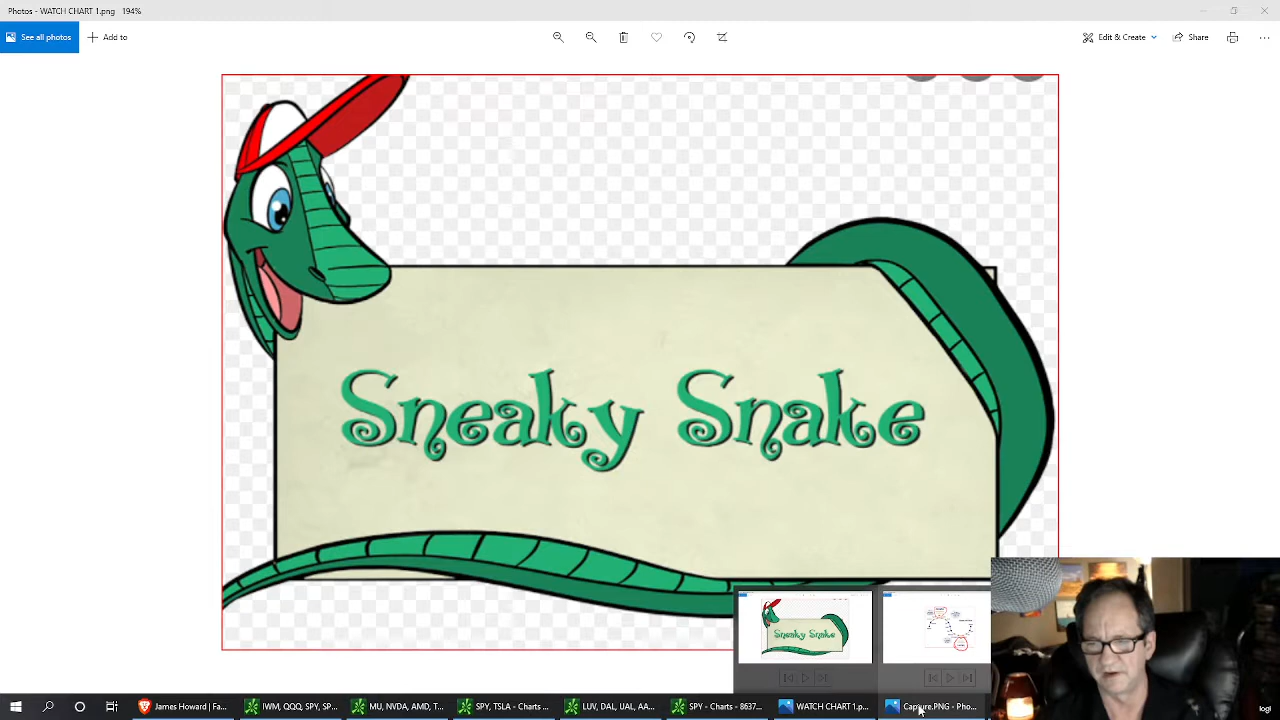 Photos - WATCH CHART 1.png   194%
See all photos
Add to
Edit & Create
Share
Sneaky Snake
Sneaky Snake
James Howard | Fa...
IWM, QQQ, SPY, SP...
MU, NVDA, AMD, T...
SPY, TSLA - Charts ...
LUV, DAL, UAL, AA...
SPY - Charts - 8637...
WATCH CHART 1.p...
Capture.PNG - Pho...
logi